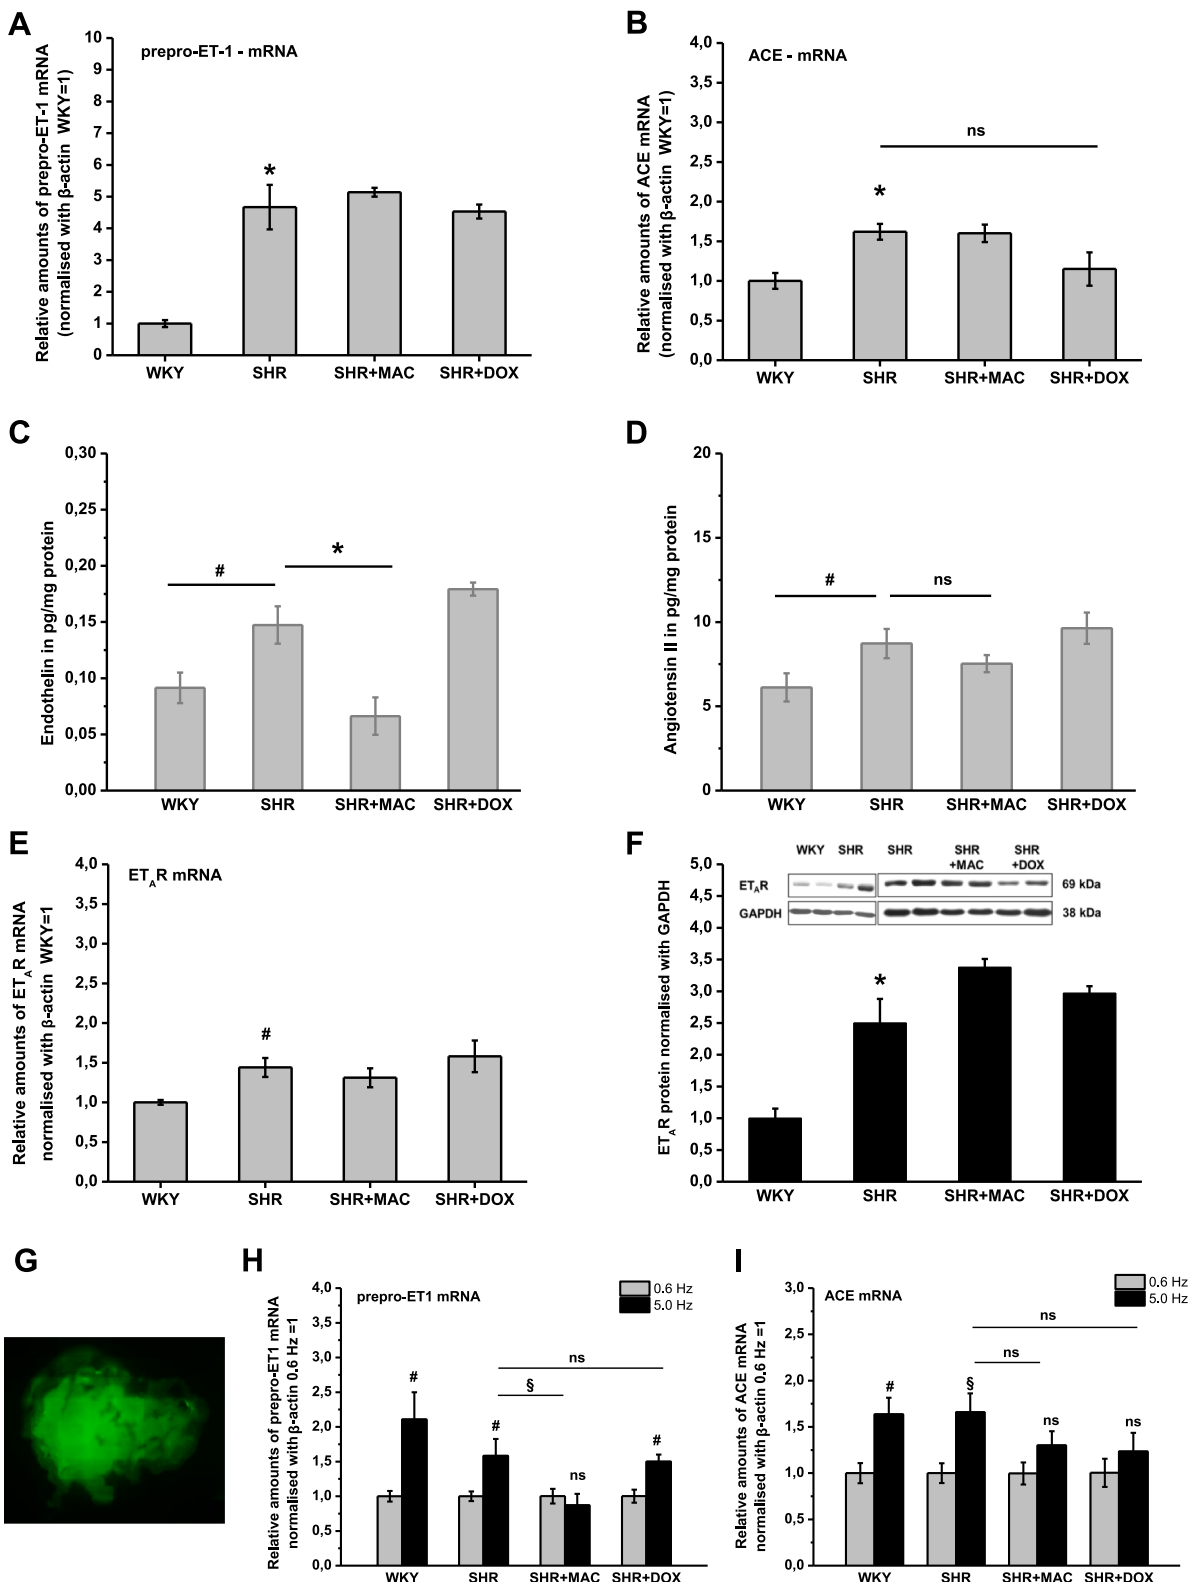 A
prepro-ET-1 - mRNA
Relative amounts of prepro-ET-1 mRNA
(normalised with β-actin WKY=1)
10
9
8
7
6
5
4
3
2
1
0
*
WKY SHR SHR+MAC SHR+DOX
B
ACE - mRNA
Relative amounts of ACE mRNA
(normalised with β-actin WKY=1)
4,0
3,5
3,0
2,5
2,0
1,5
1,0
0,5
0,0
ns
*
WKY SHR SHR+MAC SHR+DOX
C
Endothelin in pg/mg protein
0,30
0,25
0,20
0,15
0,10
0,05
0,00
# *
WKY SHR SHR+MAC SHR+DOX
D
Angiotensin II in pg/mg protein
20
15
10
5
0
# ns
WKY SHR SHR+MAC SHR+DOX
E
ET_A R mRNA
Relative amounts of ET_A R mRNA
normalised with β-actin WKY=1
4,0
3,5
3,0
2,5
2,0
1,5
1,0
0,5
0,0
#
WKY SHR SHR+MAC SHR+DOX
F
ET_A R protein normalised with GAPDH
5,0
4,5
4,0
3,5
3,0
2,5
2,0
1,5
1,0
0,5
0,0
WKY SHR SHR SHR +MAC SHR +DOX
ET_A R 69 kDa
GAPDH 38 kDa
*
WKY SHR SHR+MAC SHR+DOX
G
H
prepro-ET1 mRNA
0.6 Hz
5.0 Hz
Relative amounts of prepro-ET1 mRNA
normalised with β-actin 0.6 Hz =1
4,0
3,5
3,0
2,5
2,0
1,5
1,0
0,5
0,0
ns
§
# # ns #
WKY SHR SHR+MAC SHR+DOX
I
ACE mRNA
0.6 Hz
5.0 Hz
Relative amounts of ACE mRNA
normalised with β-actin 0.6 Hz =1
3,0
2,5
2,0
1,5
1,0
0,5
0,0
ns
ns
# § ns ns
WKY SHR SHR+MAC SHR+DOX